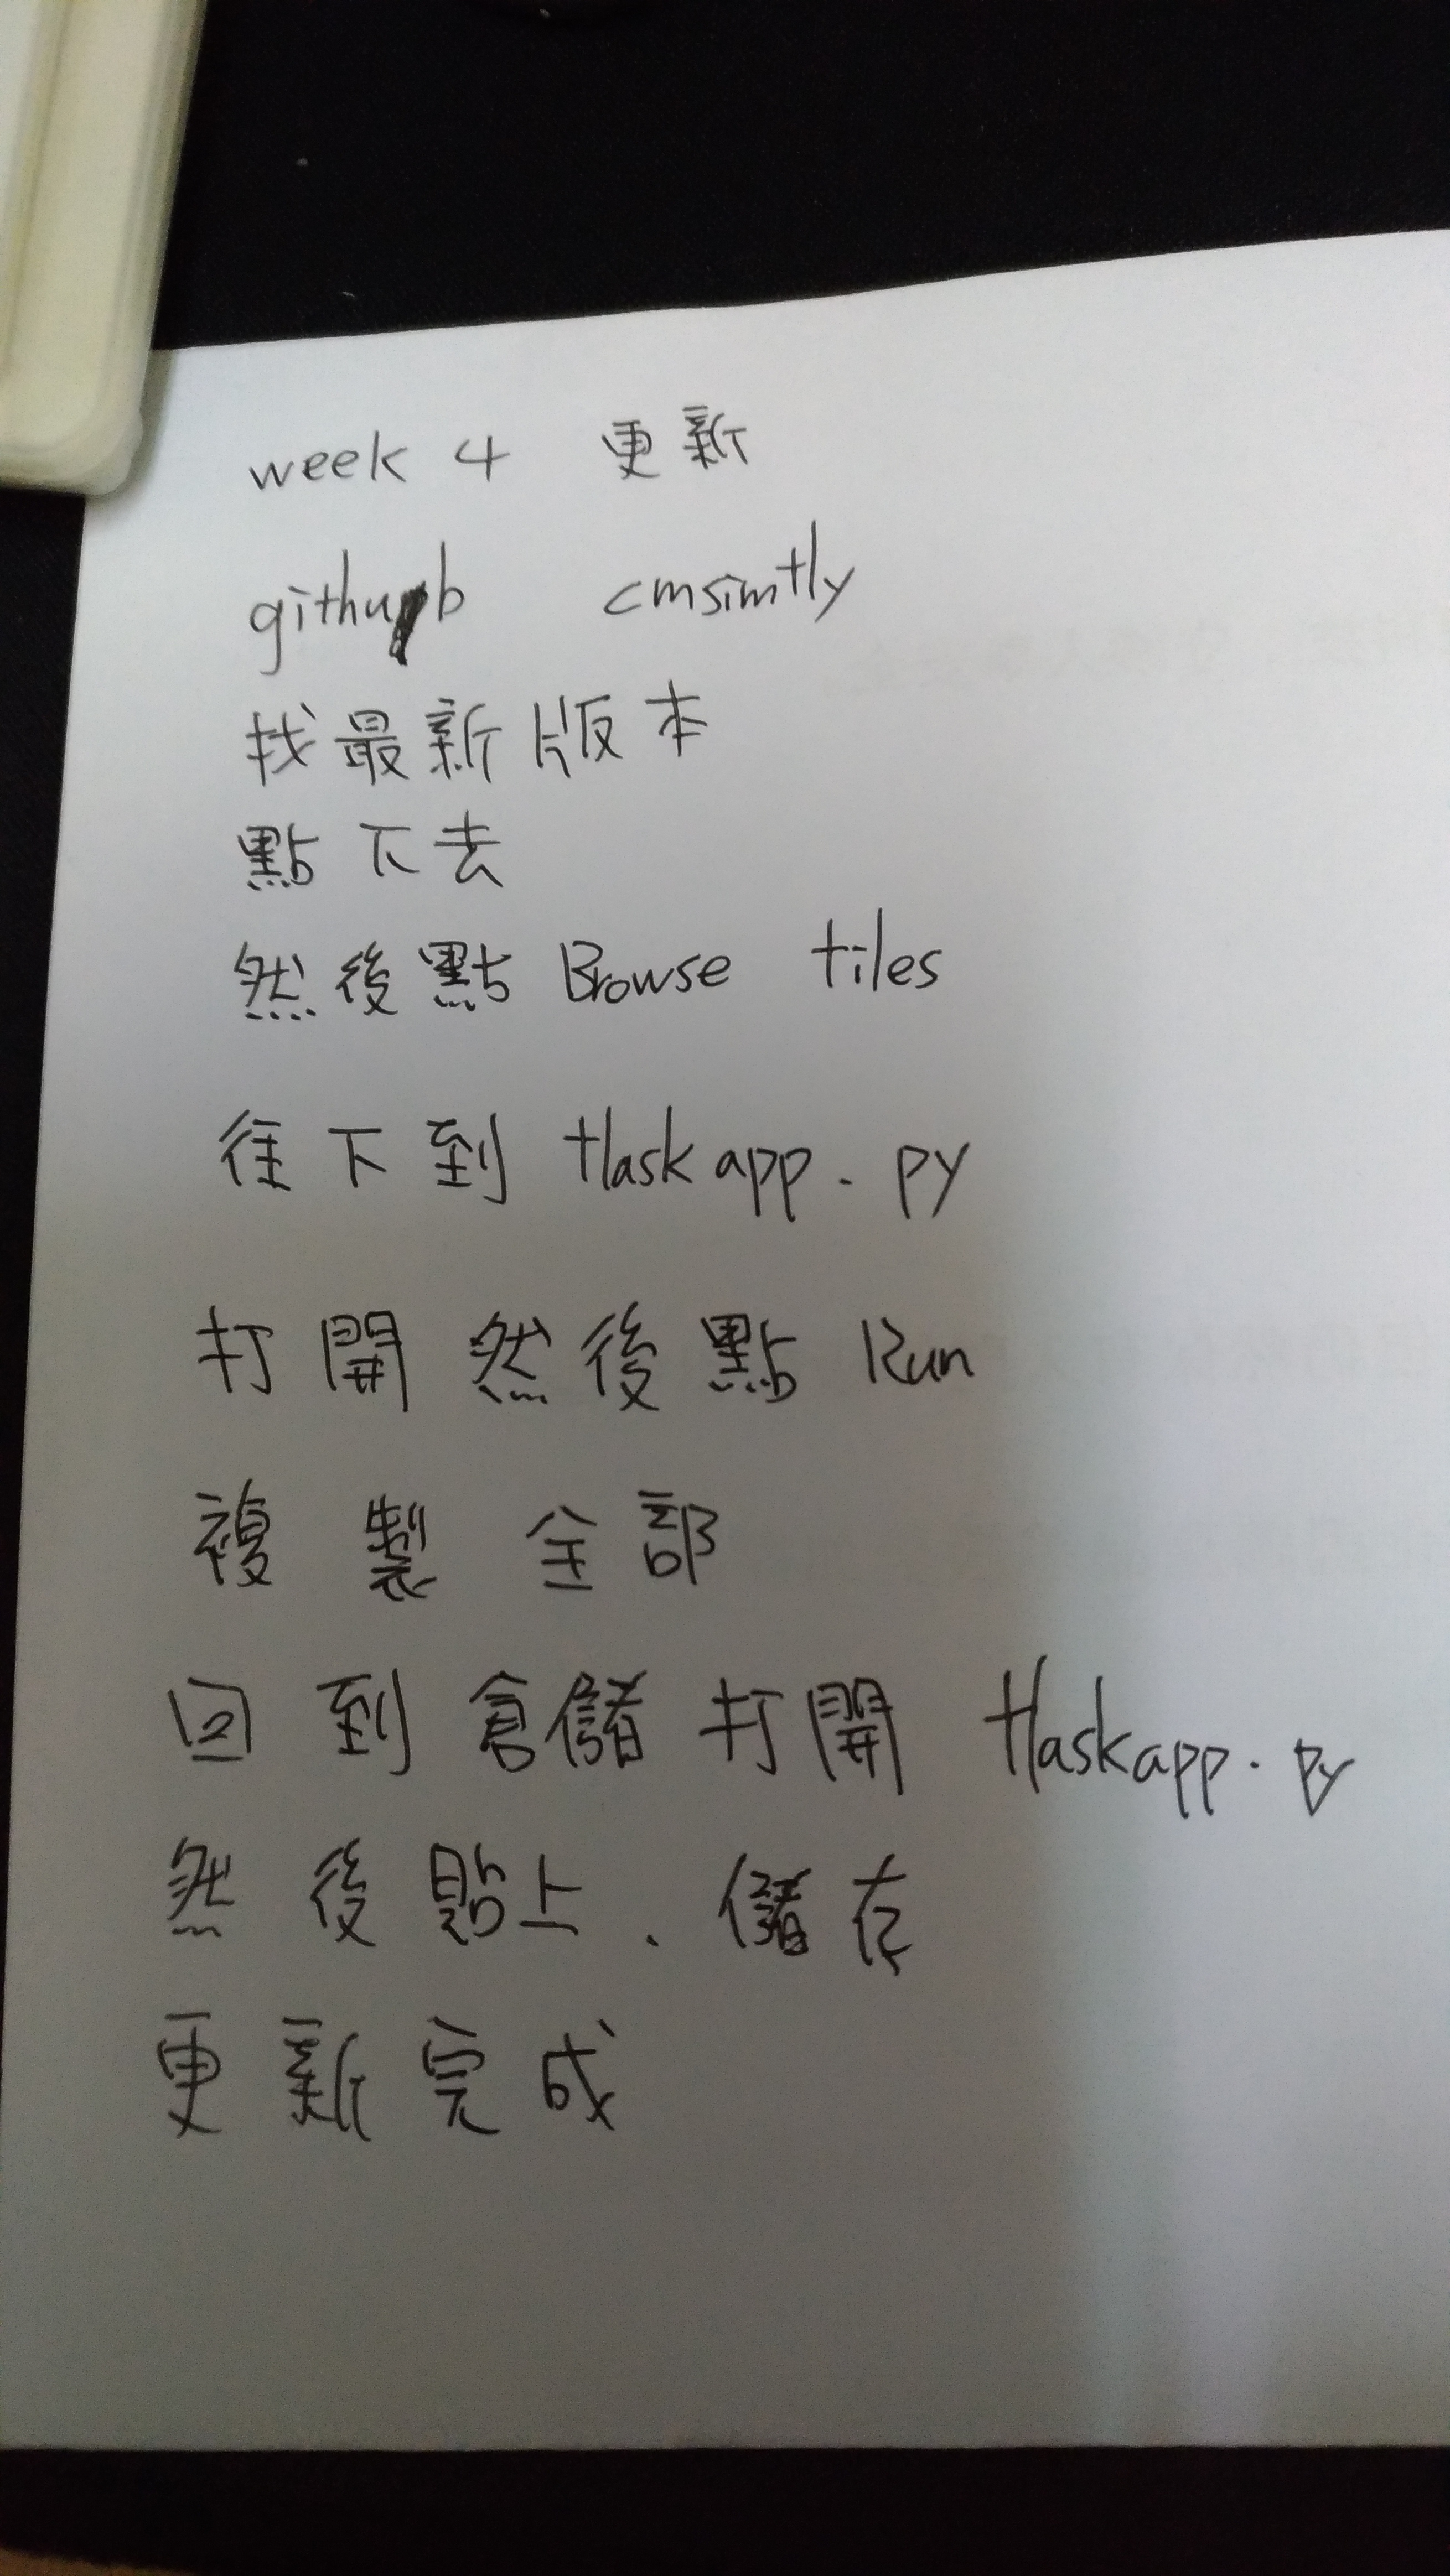 week 4 更新
github cmsimfly
找最新版本
點下去
然後點 Browse files
往下到 flaskapp.py
打開然後點 Run
複製全部
回到倉儲打開 flaskapp.py
然後貼上、儲存
更新完成